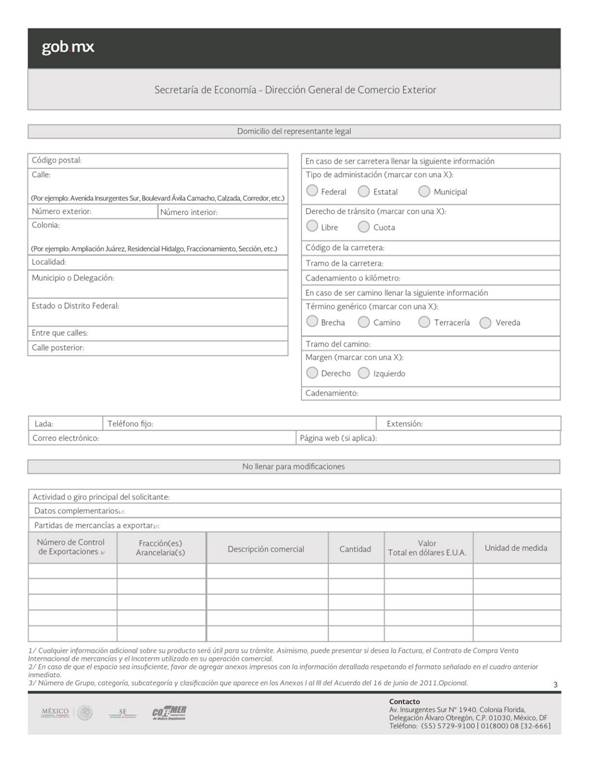 gob.mx
Secretaría de Economía - Dirección General de Comercio Exterior
Domicilio del representante legal
Código postal:
Calle:
(Por ejemplo: Avenida Insurgentes Sur, Boulevard Ávila Camacho, Calzada, Corredor, etc.)
Número exterior:
Número interior:
Colonia:
(Por ejemplo: Ampliación Juárez, Residencial Hidalgo, Fraccionamiento, Sección, etc.)
Localidad:
Municipio o Delegación:
Estado o Distrito Federal:
Entre que calles:
Calle posterior:
En caso de ser carretera llenar la siguiente información
Tipo de administación (marcar con una X):
Federal Estatal Municipal
Derecho de tránsito (marcar con una X):
Libre Cuota
Código de la carretera:
Tramo de la carretera:
Cadenamiento o kilómetro:
En caso de ser camino llenar la siguiente información
Término genérico (marcar con una X):
Brecha Camino Terracería Vereda
Tramo del camino:
Margen (marcar con una X):
Derecho Izquierdo
Cadenamiento:
Lada: Teléfono fijo: Extensión:
Correo electrónico: Página web (si aplica):
No llenar para modificaciones
Actividad o giro principal del solicitante:
Datos complementarios1/:
Partidas de mercancías a exportar2/:
Número de Control
de Exportaciones 3/
Fracción(es)
Arancelaria(s)
Descripción comercial
Cantidad
Valor
Total en dólares E.U.A.
Unidad de medida
1/ Cualquier información adicional sobre su producto será útil para su trámite. Asimismo, puede presentar si desea la Factura, el Contrato de Compra Venta
Internacional de mercancías y el Incoterm utilizado en su operación comercial.
2/ En caso de que el espacio sea insuficiente, favor de agregar anexos impresos con la información detallada respetando el formato señalado en el cuadro anterior
inmediato.
3/ Número de Grupo, categoría, subcategoría y clasificación que aparece en los Anexos I al III del Acuerdo del 16 de junio de 2011.Opcional.
3
MÉXICO
SE
COFEMER
Contacto
Av. Insurgentes Sur N° 1940, Colonia Florida,
Delegación Álvaro Obregón, C.P. 01030, México, DF
Teléfono: (55) 5729-9100 | 01(800) 08 [32-666]